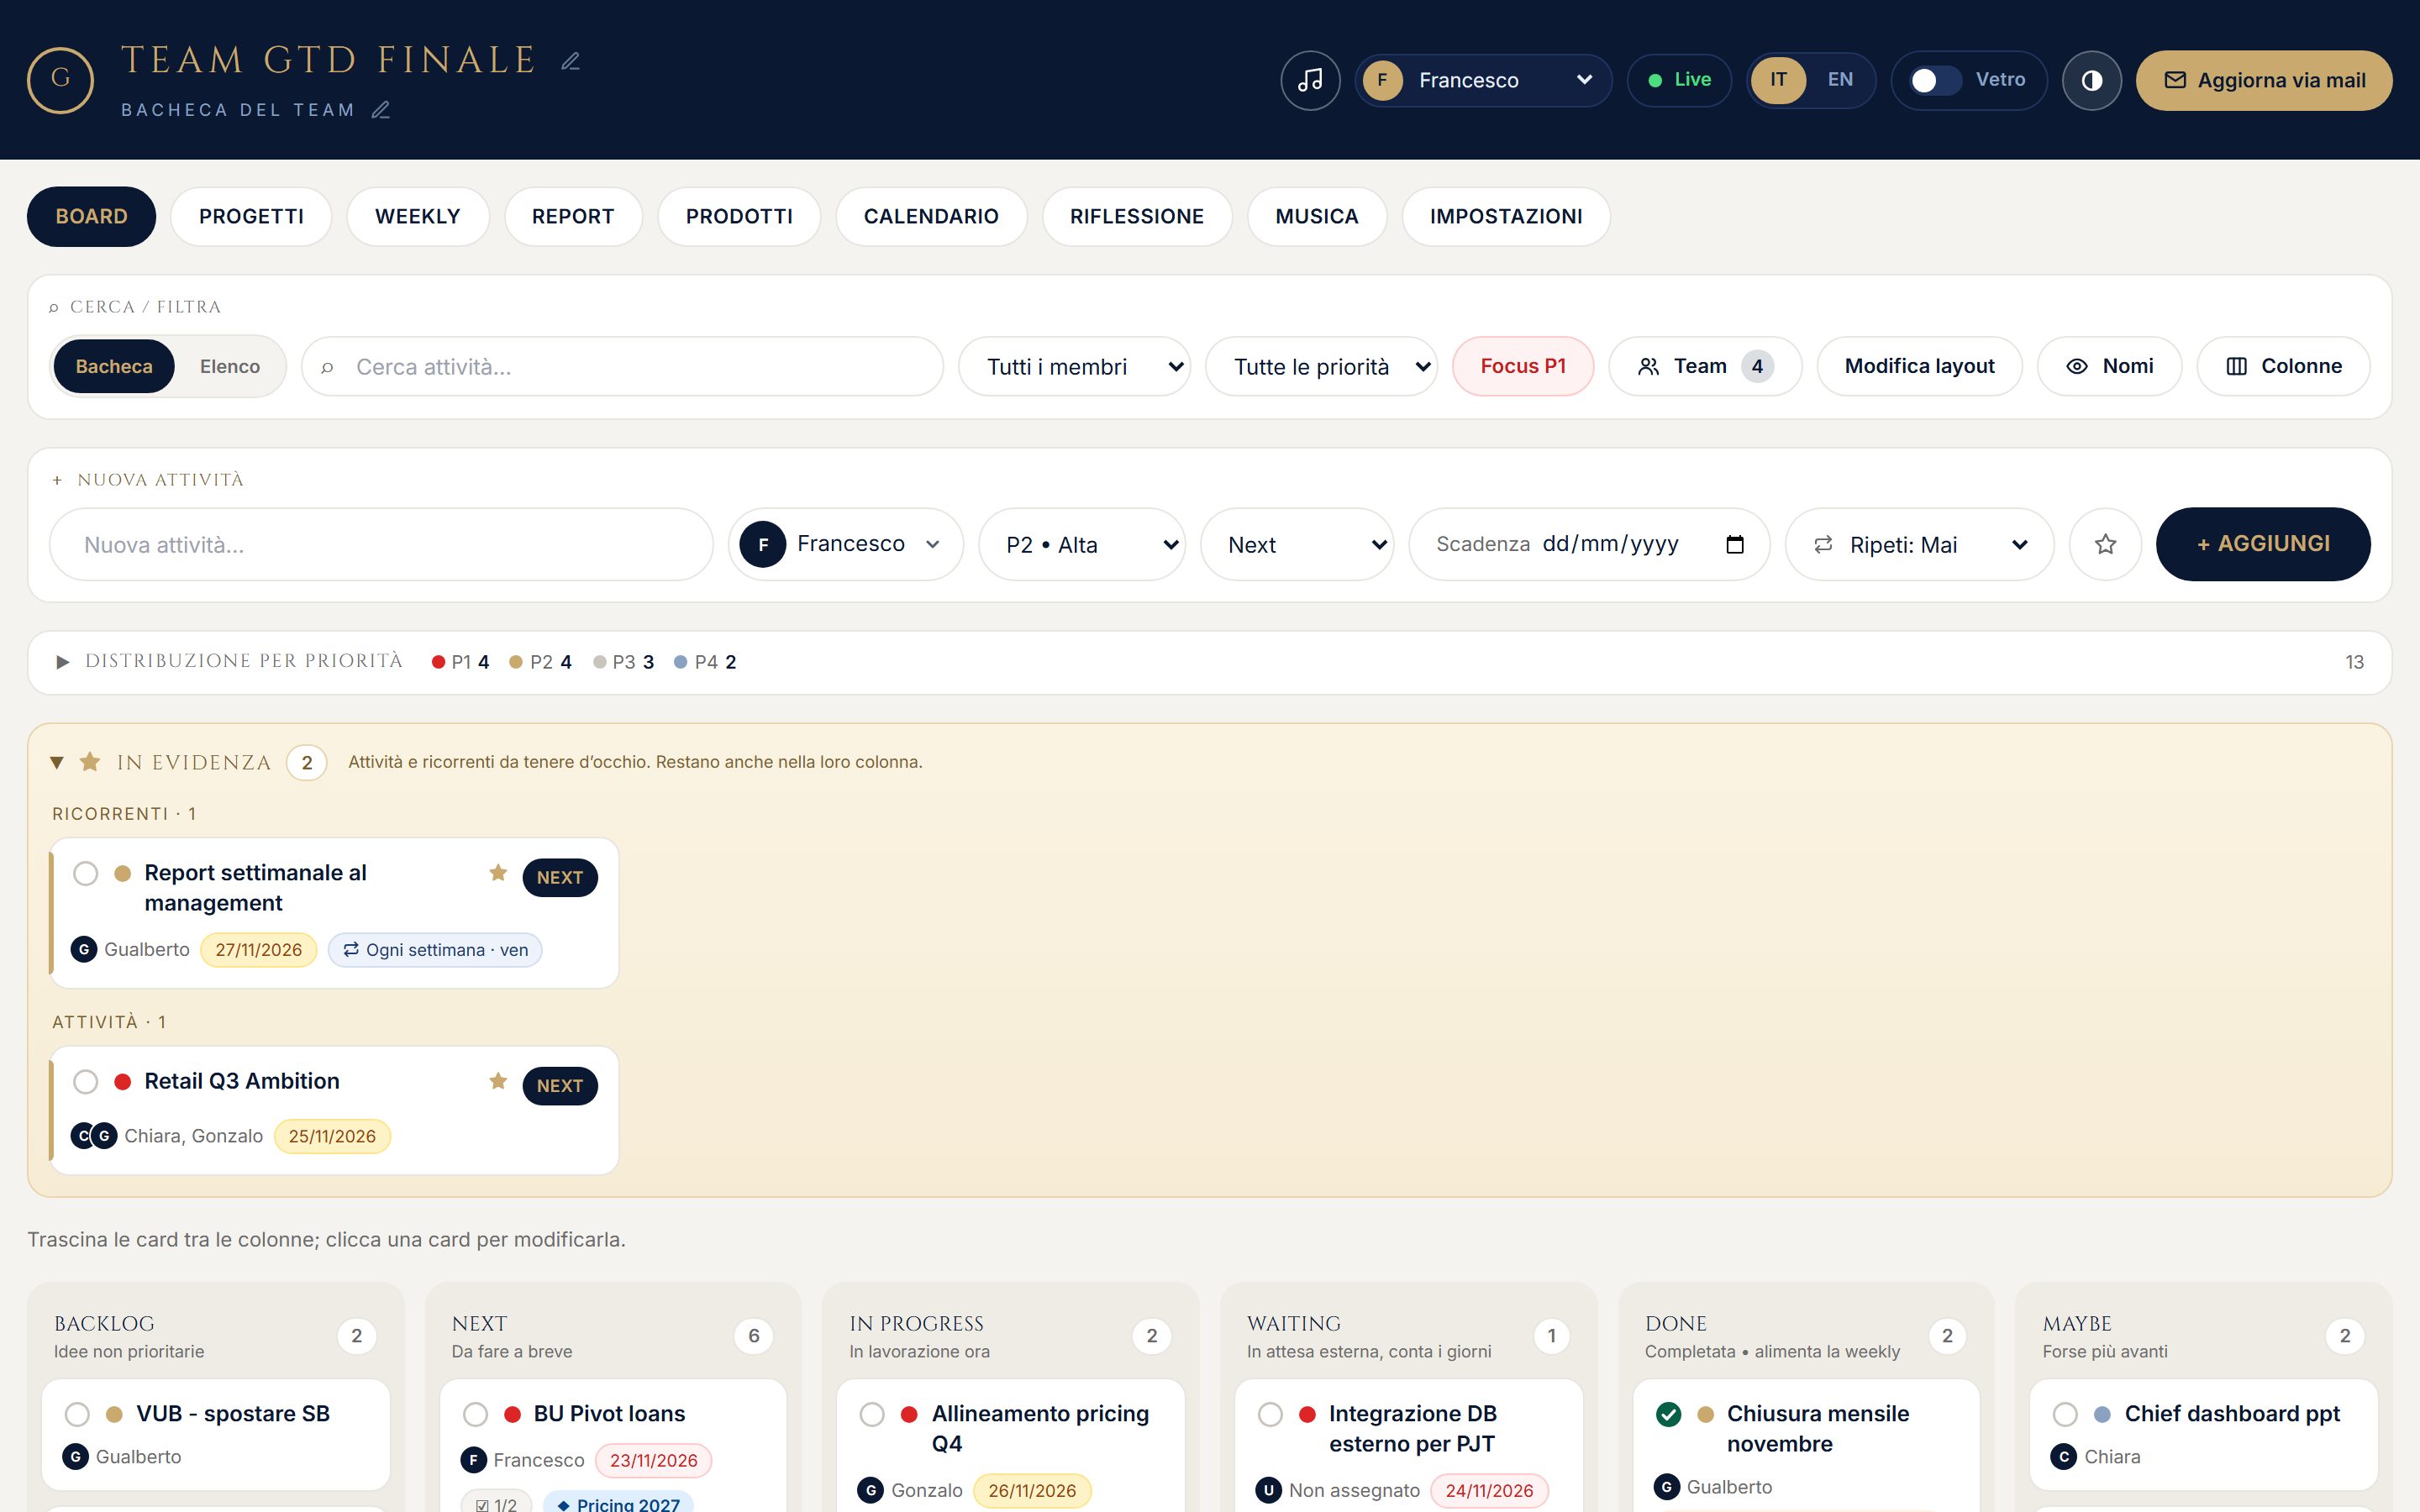 G
TEAM GTD FINALE
BACHECA DEL TEAM
F Francesco
Live
IT EN
Vetro
Aggiorna via mail
BOARD PROGETTI WEEKLY REPORT PRODOTTI CALENDARIO RIFLESSIONE MUSICA IMPOSTAZIONI
CERCA / FILTRA
Bacheca Elenco Cerca attività... Tutti i membri Tutte le priorità Focus P1 Team 4 Modifica layout Nomi Colonne
+ NUOVA ATTIVITÀ
Nuova attività... F Francesco P2 • Alta Next Scadenza dd/mm/yyyy Ripeti: Mai + AGGIUNGI
DISTRIBUZIONE PER PRIORITÀ P1 4 P2 4 P3 3 P4 2 13
IN EVIDENZA 2 Attività e ricorrenti da tenere d’occhio. Restano anche nella loro colonna.
RICORRENTI · 1
Report settimanale al
management
NEXT
G Gualberto 27/11/2026 Ogni settimana · ven
ATTIVITÀ · 1
Retail Q3 Ambition NEXT
C G Chiara, Gonzalo 25/11/2026
Trascina le card tra le colonne; clicca una card per modificarla.
BACKLOG 2
Idee non prioritarie
VUB - spostare SB
G Gualberto
NEXT 6
Da fare a breve
BU Pivot loans
F Francesco 23/11/2026
1/2 Pricing 2027
IN PROGRESS 2
In lavorazione ora
Allineamento pricing
Q4
G Gonzalo 26/11/2026
WAITING 1
In attesa esterna, conta i giorni
Integrazione DB
esterno per PJT
U Non assegnato 24/11/2026
DONE 2
Completata • alimenta la weekly
Chiusura mensile
novembre
G Gualberto
MAYBE 2
Forse più avanti
Chief dashboard ppt
C Chiara